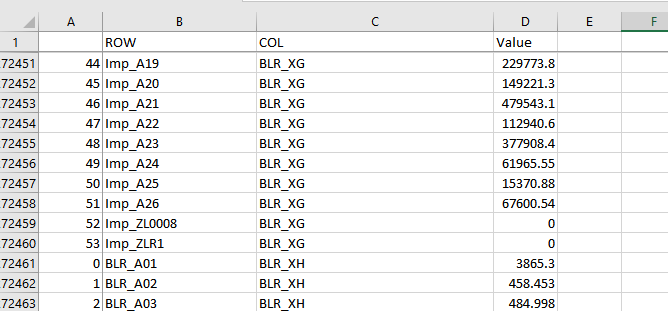 A B C D E F
1 ROW COL Value
72451 44 Imp_A19 BLR_XG 229773.8
72452 45 Imp_A20 BLR_XG 149221.3
72453 46 Imp_A21 BLR_XG 479543.1
72454 47 Imp_A22 BLR_XG 112940.6
72455 48 Imp_A23 BLR_XG 377908.4
72456 49 Imp_A24 BLR_XG 61965.55
72457 50 Imp_A25 BLR_XG 15370.88
72458 51 Imp_A26 BLR_XG 67600.54
72459 52 Imp_ZL0008 BLR_XG 0
72460 53 Imp_ZLR1 BLR_XG 0
72461 0 BLR_A01 BLR_XH 3865.3
72462 1 BLR_A02 BLR_XH 458.453
72463 2 BLR_A03 BLR_XH 484.998